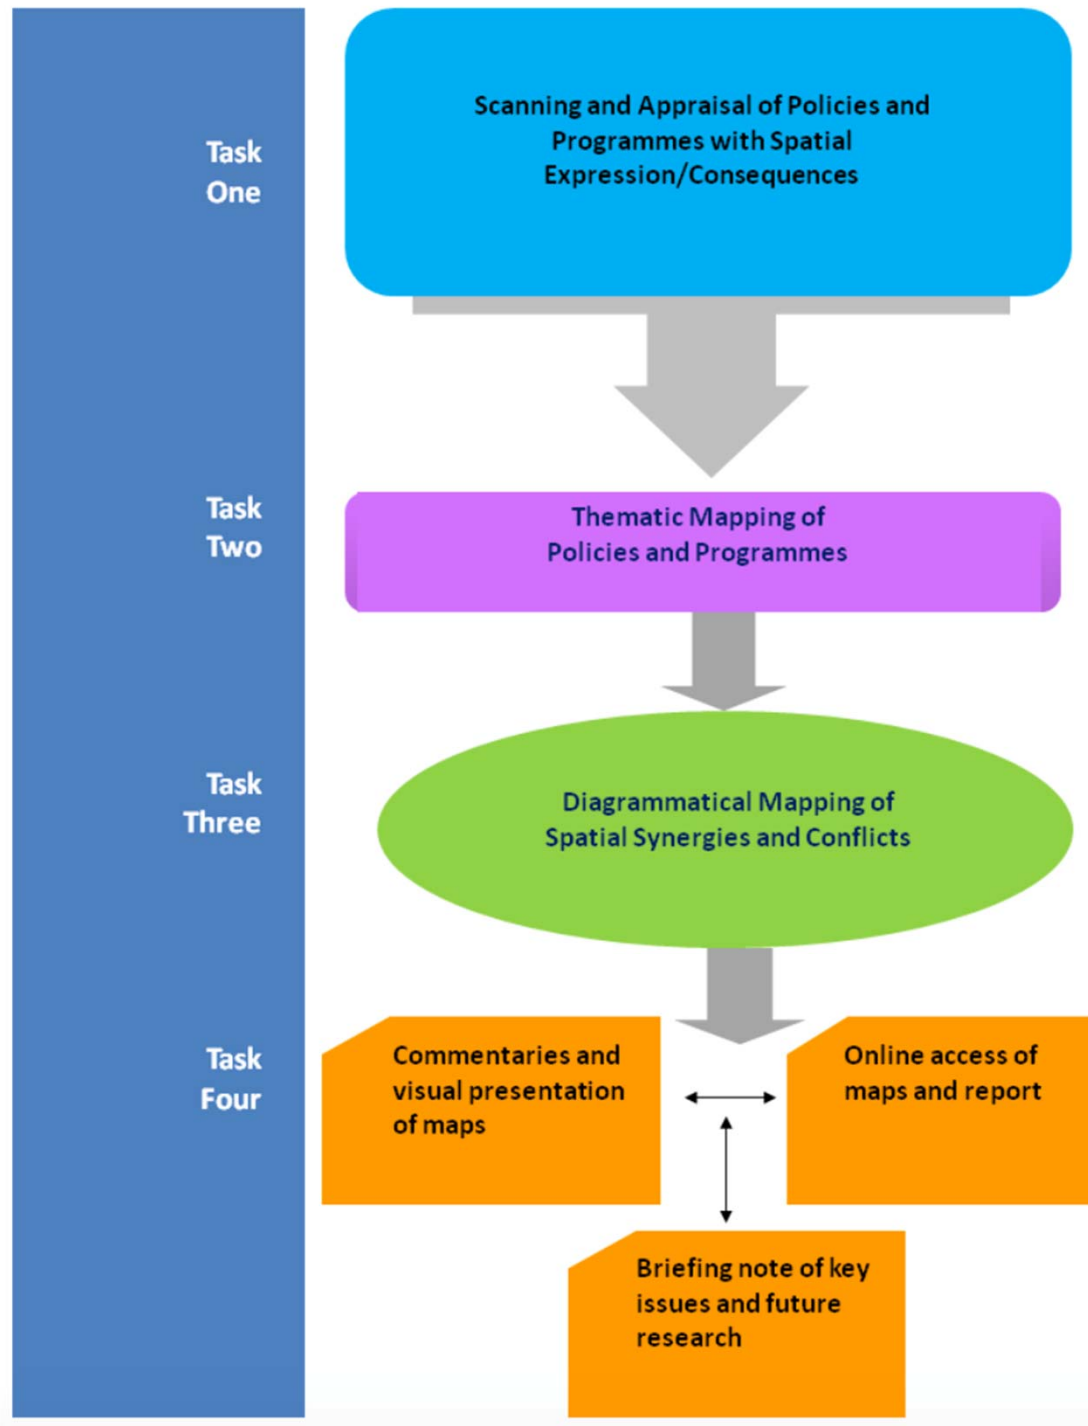 Task
One
Scanning and Appraisal of Policies and
Programmes with Spatial
Expression/Consequences
Task
Two
Thematic Mapping of
Policies and Programmes
Task
Three
Diagrammatical Mapping of
Spatial Synergies and Conflicts
Task
Four
Commentaries and
visual presentation
of maps
Online access of
maps and report
Briefing note of key
issues and future
research